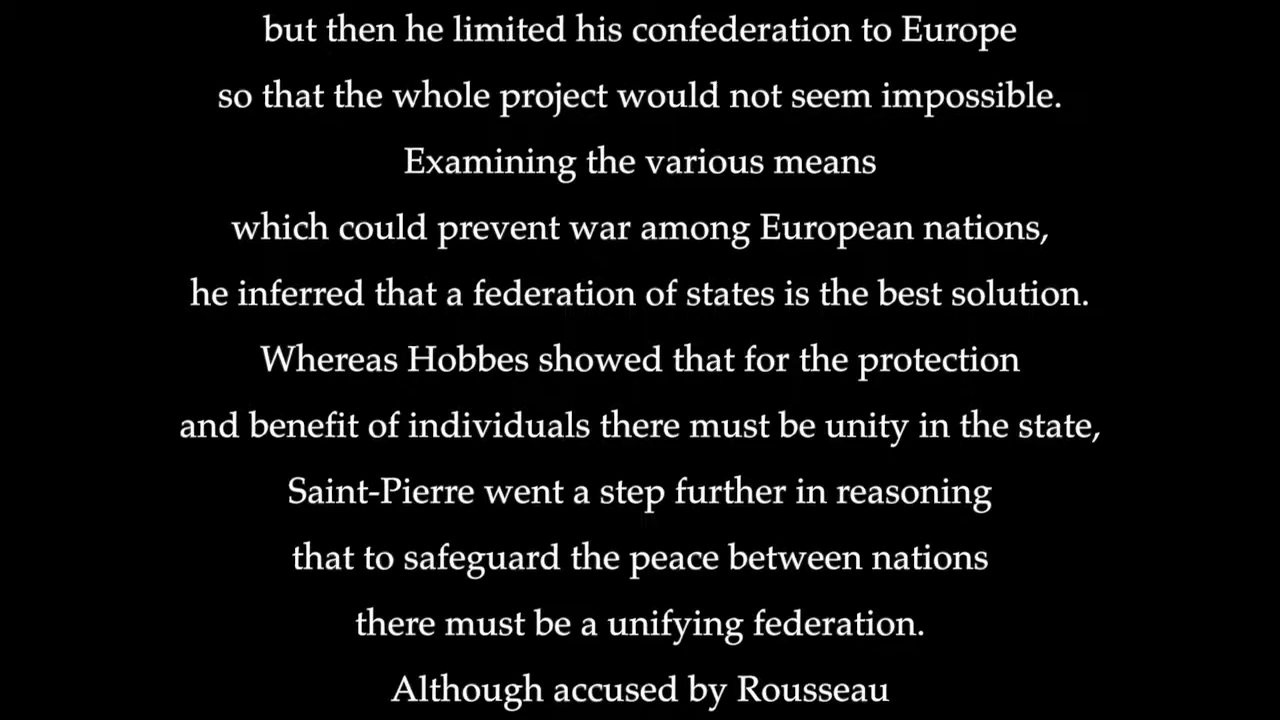 but then he limited his confederation to Europe
so that the whole project would not seem impossible.
Examining the various means
which could prevent war among European nations,
he inferred that a federation of states is the best solution.
Whereas Hobbes showed that for the protection
and benefit of individuals there must be unity in the state,
Saint-Pierre went a step further in reasoning
that to safeguard the peace between nations
there must be a unifying federation.
Although accused by Rousseau